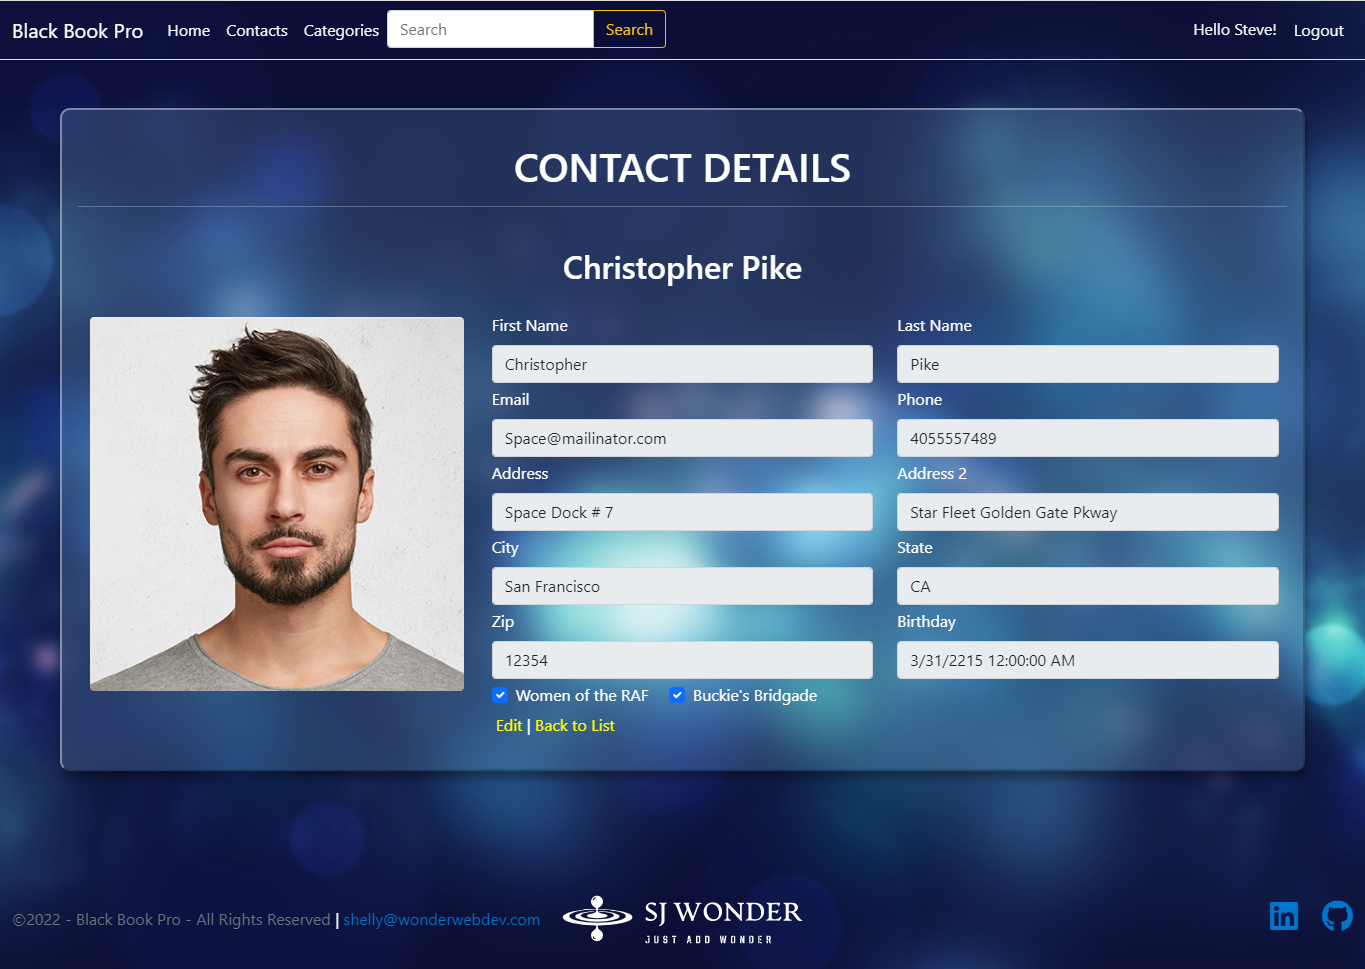 Black Book Pro Home Contacts Categories Search Search Hello Steve! Logout
CONTACT DETAILS
Christopher Pike
First Name Last Name
Christopher Pike
Email Phone
Space@mailinator.com 4055557489
Address Address 2
Space Dock # 7 Star Fleet Golden Gate Pkway
City State
San Francisco CA
Zip Birthday
12354 3/31/2215 12:00:00 AM
Women of the RAF Buckie's Bridgade
Edit | Back to List
©2022 - Black Book Pro - All Rights Reserved | shelly@wonderwebdev.com
SJ WONDER
JUST ADD WONDER
in